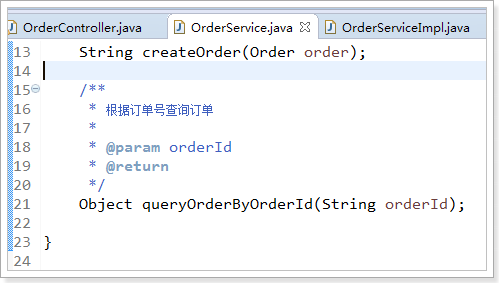 OrderController.java OrderService.java OrderServiceImpl.java
13 String createOrder(Order order);
14
15 /**
16 * 根据订单号查询订单
17 *
18 * @param orderId
19 * @return
20 */
21 Object queryOrderByOrderId(String orderId);
22
23 }
24